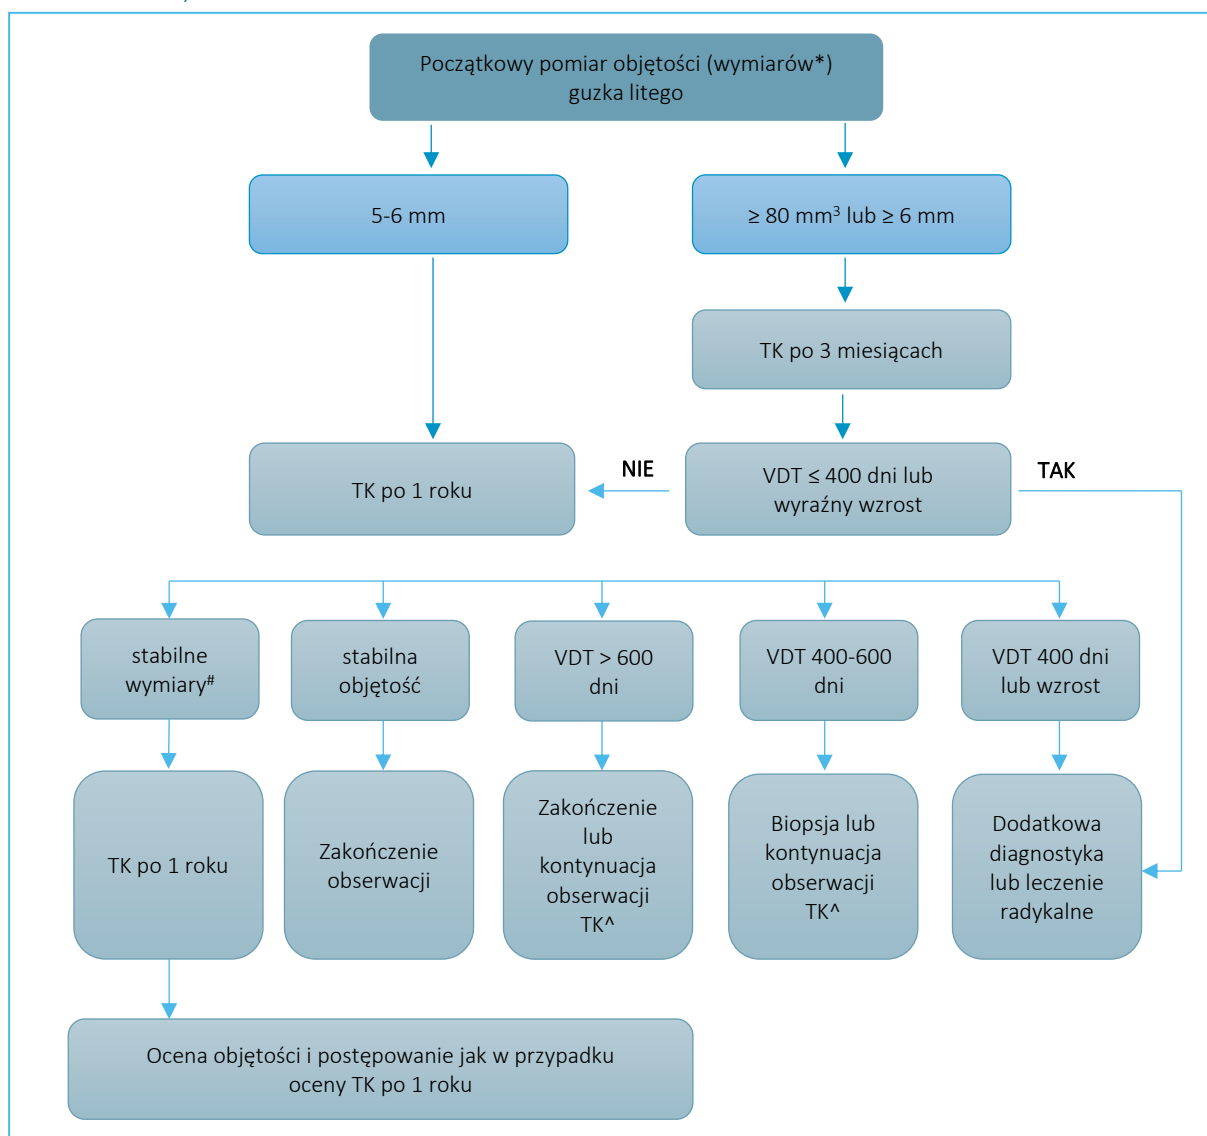 Początkowy pomiar objętości (wymiarów*)
guzka litego
5-6 mm
≥ 80 mm³ lub ≥ 6 mm
TK po 3 miesiącach
TK po 1 roku
NIE
VDT ≤ 400 dni lub
wyraźny wzrost
TAK
stabilne
wymiary#
stabilna
objętość
VDT > 600
dni
VDT 400-600
dni
VDT 400 dni
lub wzrost
TK po 1 roku
Zakończenie
obserwacji
Zakończenie
lub
kontynuacja
obserwacji
TK^
Biopsja lub
kontynuacja
obserwacji
TK^
Dodatkowa
diagnostyka
lub leczenie
radykalne
Ocena objętości i postępowanie jak w przypadku
oceny TK po 1 roku